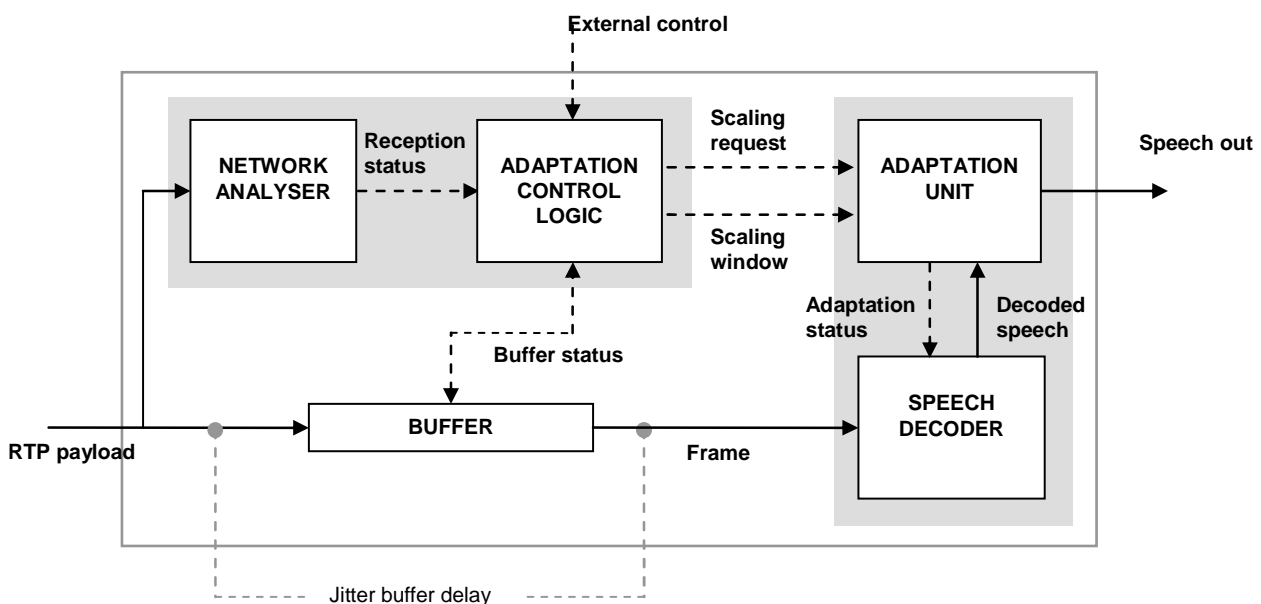 External control
NETWORK
ANALYSER
Reception
status
ADAPTATION
CONTROL
LOGIC
Scaling
request
Scaling
window
ADAPTATION
UNIT
Speech out
Adaptation
status
Decoded
speech
Buffer status
BUFFER
SPEECH
DECODER
RTP payload
Frame
Jitter buffer delay